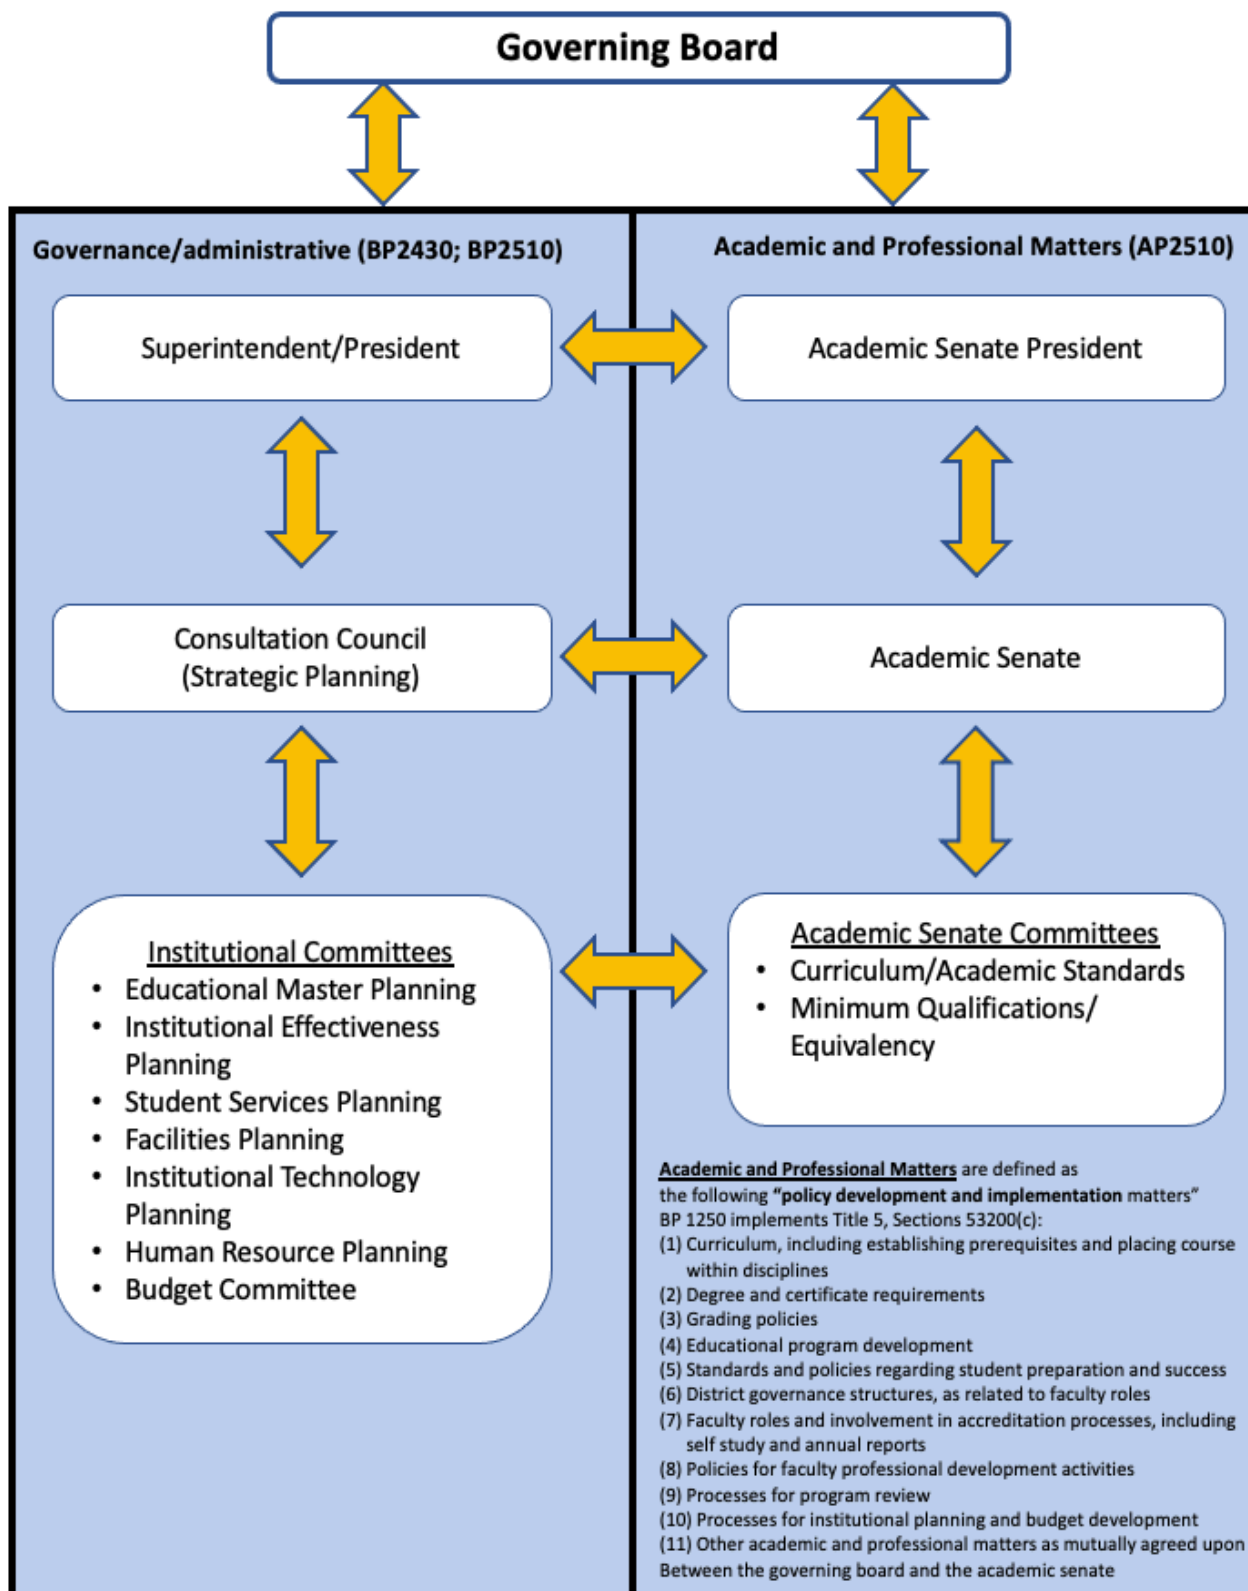 Governing Board
Governance/administrative (BP2430; BP2510)
Superintendent/President
Consultation Council
(Strategic Planning)
Institutional Committees
• Educational Master Planning
• Institutional Effectiveness
Planning
• Student Services Planning
• Facilities Planning
• Institutional Technology
Planning
• Human Resource Planning
• Budget Committee
Academic and Professional Matters (AP2510)
Academic Senate President
Academic Senate
Academic Senate Committees
• Curriculum/Academic Standards
• Minimum Qualifications/
Equivalency
Academic and Professional Matters are defined as
the following “policy development and implementation matters”
BP 1250 implements Title 5, Sections 53200(c):
(1) Curriculum, including establishing prerequisites and placing course
within disciplines
(2) Degree and certificate requirements
(3) Grading policies
(4) Educational program development
(5) Standards and policies regarding student preparation and success
(6) District governance structures, as related to faculty roles
(7) Faculty roles and involvement in accreditation processes, including
self study and annual reports
(8) Policies for faculty professional development activities
(9) Processes for program review
(10) Processes for institutional planning and budget development
(11) Other academic and professional matters as mutually agreed upon
Between the governing board and the academic senate